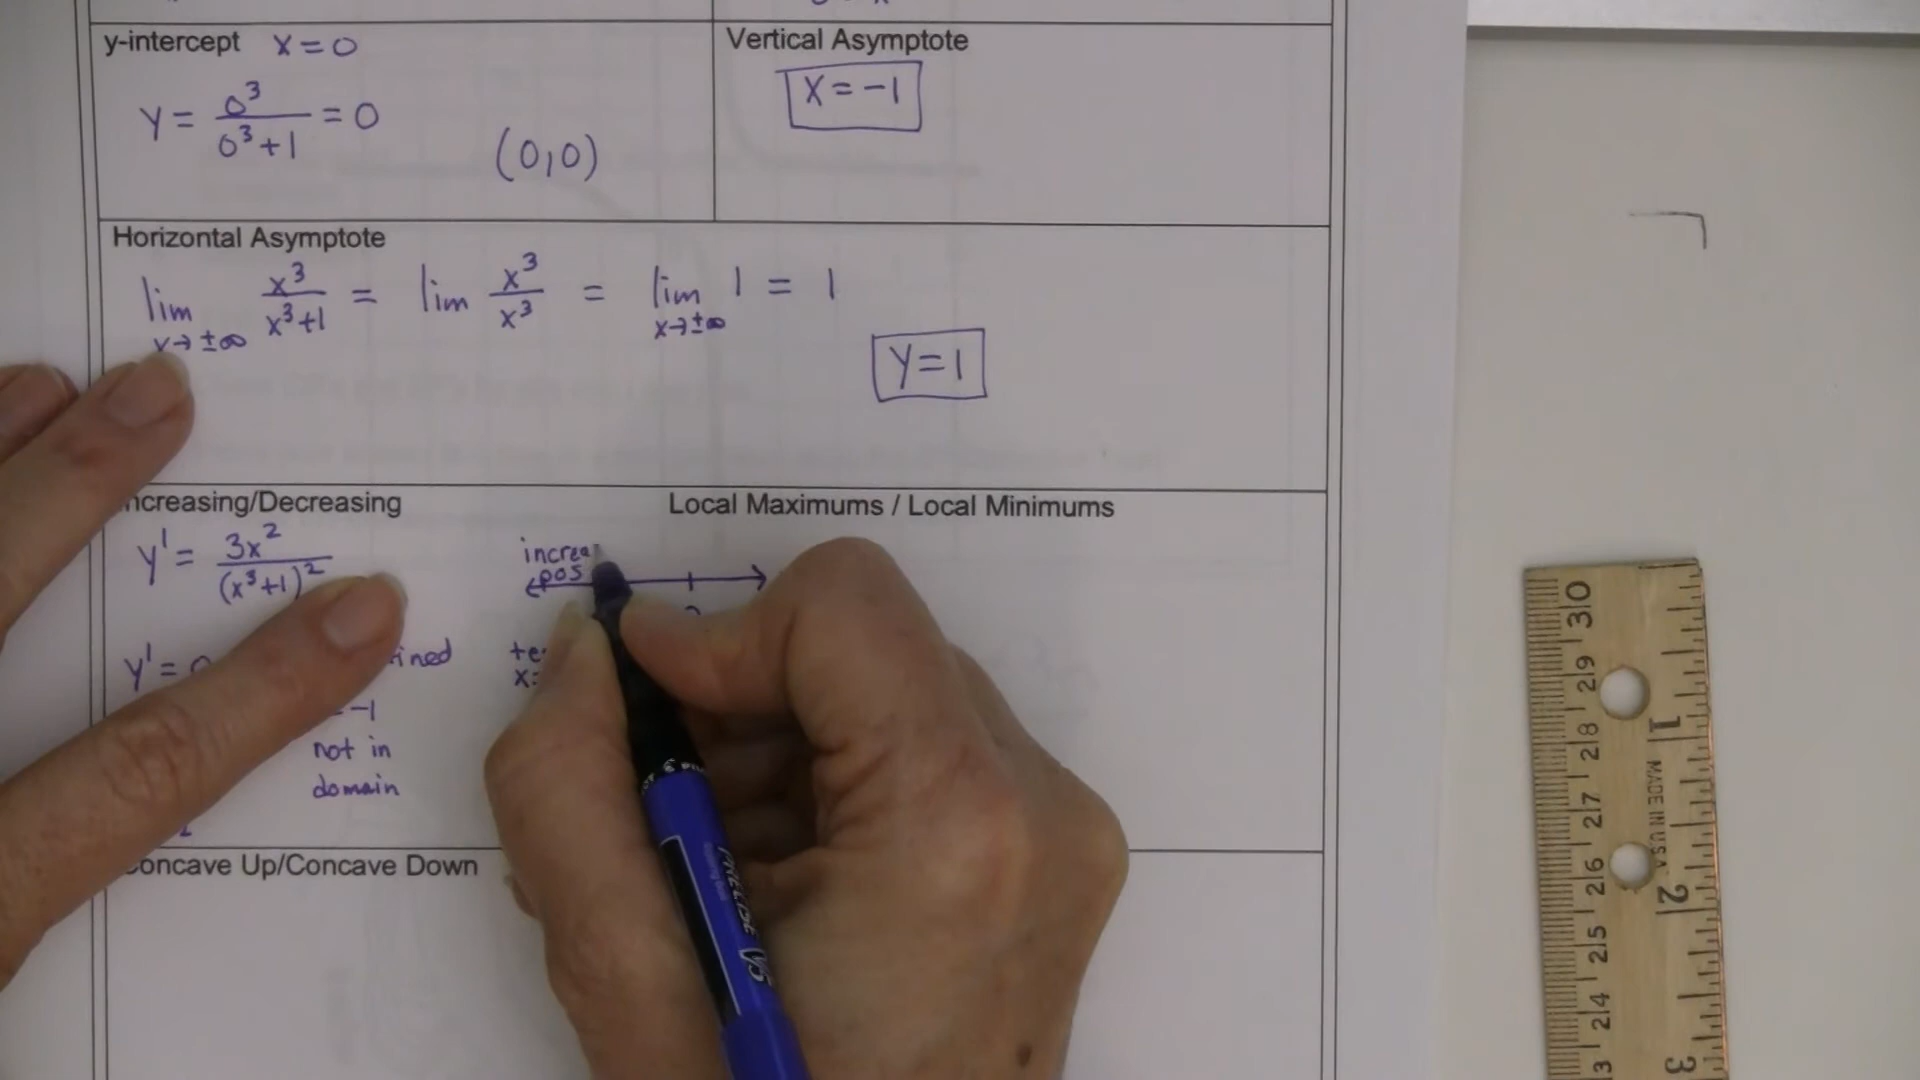 y-intercept x = 0
y = 0³ / 0³+1 = 0
(0,0)
Vertical Asymptote
x = -1
Horizontal Asymptote
lim x→±∞ x³ / x³+1 = lim x³ / x³ = lim x→±∞ 1 = 1
y = 1
ncreasing/Decreasing
Local Maximums / Local Minimums
y' = 3x² / (x³+1)²
increa
pos
y' =
ined
te
x=
= -1
not in
domain
oncave Up/Concave Down
PRECISE V5
30
29
28
27
26
25
24
3
1
2
3
MADE IN U.S.A.